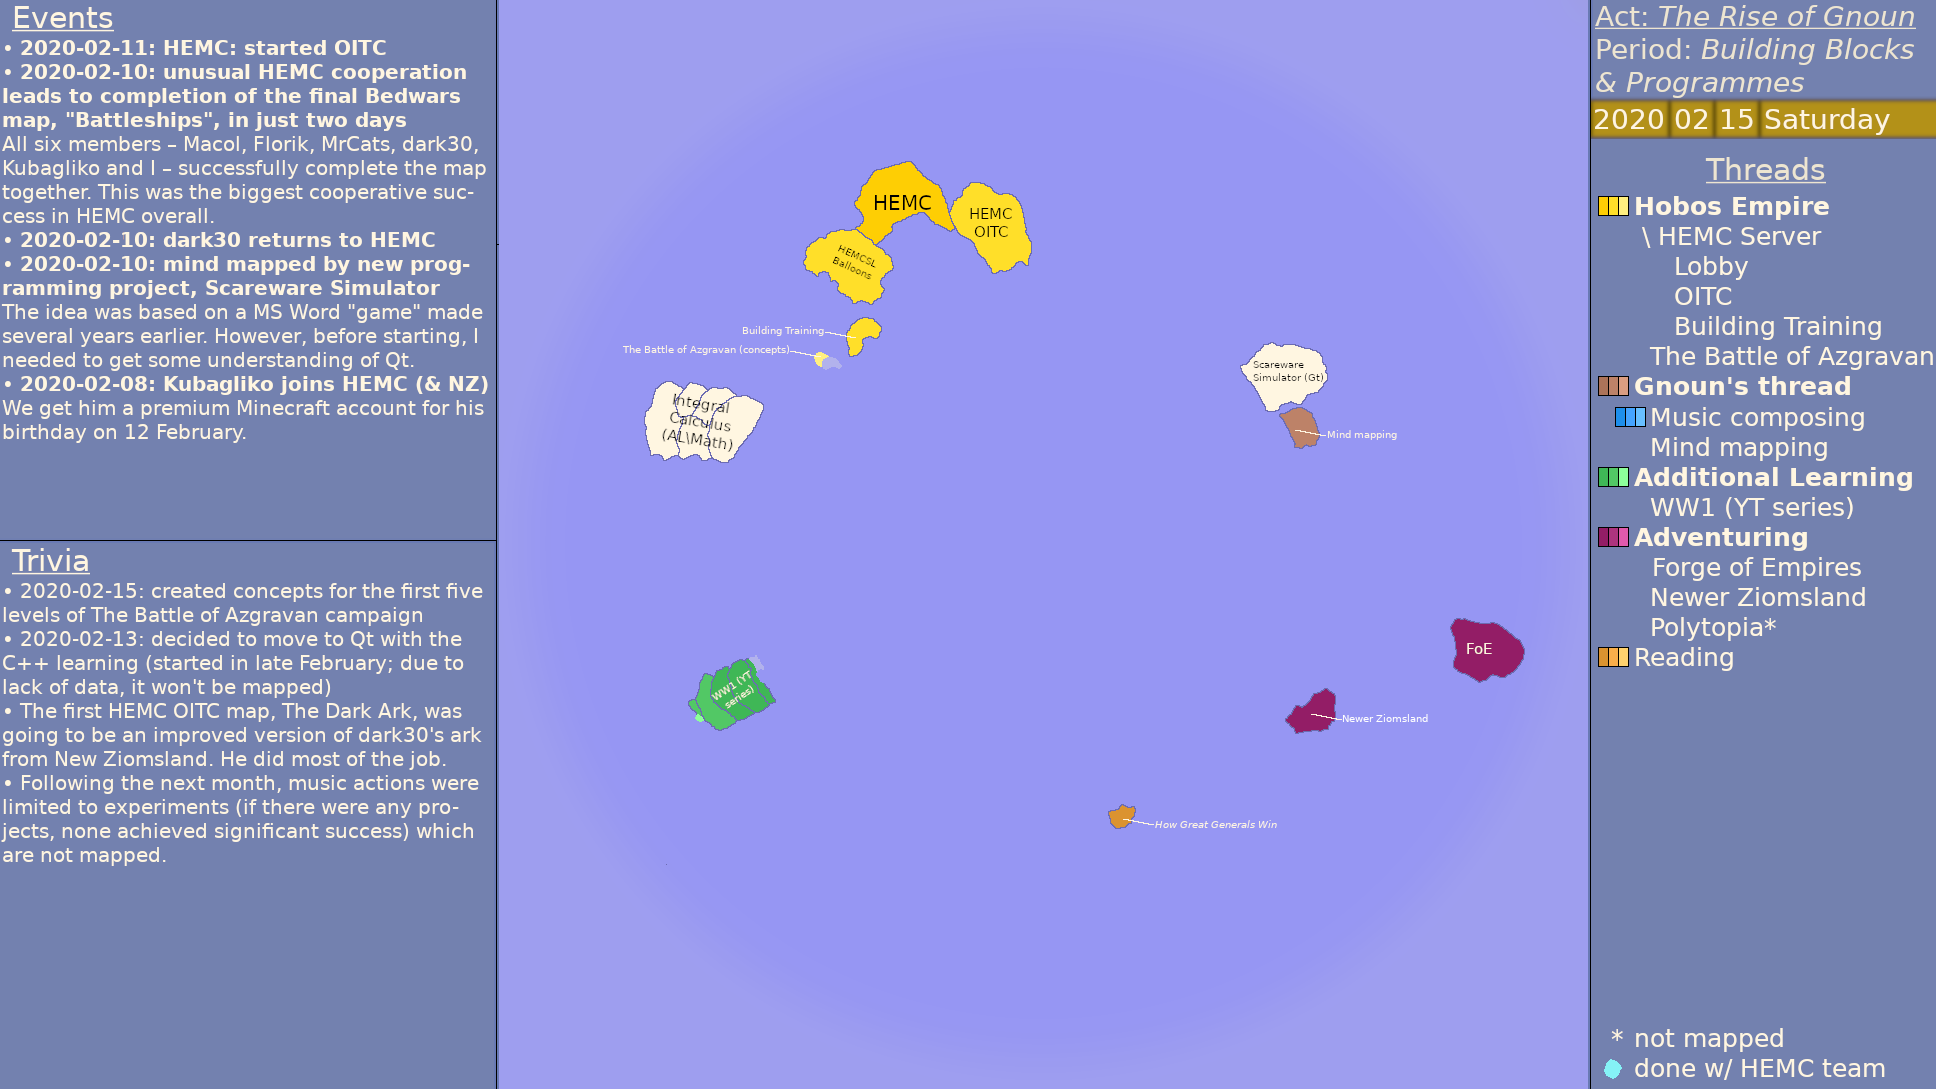 Events
• 2020-02-11: HEMC: started OITC
• 2020-02-10: unusual HEMC cooperation
leads to completion of the final Bedwars
map, "Battleships", in just two days
All six members – Macol, Florik, MrCats, dark30,
Kubagliko and I – successfully complete the map
together. This was the biggest cooperative suc-
cess in HEMC overall.
• 2020-02-10: dark30 returns to HEMC
• 2020-02-10: mind mapped by new prog-
ramming project, Scareware Simulator
The idea was based on a MS Word "game" made
several years earlier. However, before starting, I
needed to get some understanding of Qt.
• 2020-02-08: Kubagliko joins HEMC (& NZ)
We get him a premium Minecraft account for his
birthday on 12 February.
Trivia
• 2020-02-15: created concepts for the first five
levels of The Battle of Azgravan campaign
• 2020-02-13: decided to move to Qt with the
C++ learning (started in late February; due to
lack of data, it won't be mapped)
• The first HEMC OITC map, The Dark Ark, was
going to be an improved version of dark30's ark
from New Ziomsland. He did most of the job.
• Following the next month, music actions were
limited to experiments (if there were any pro-
jects, none achieved significant success) which
are not mapped.
HEMC
HEMC
OITC
HEMCSL
Balloons
Building Training
The Battle of Azgravan (concepts)
Integral
Calculus
(AL\Math)
Scareware
Simulator (Gt)
Mind mapping
WW1 (YT
series)
FoE
Newer Ziomsland
How Great Generals Win
Act: The Rise of Gnoun
Period: Building Blocks
& Programmes
2020 02 15 Saturday
Threads
Hobos Empire
\ HEMC Server
Lobby
OITC
Building Training
The Battle of Azgravan
Gnoun's thread
Music composing
Mind mapping
Additional Learning
WW1 (YT series)
Adventuring
Forge of Empires
Newer Ziomsland
Polytopia*
Reading
* not mapped
done w/ HEMC team